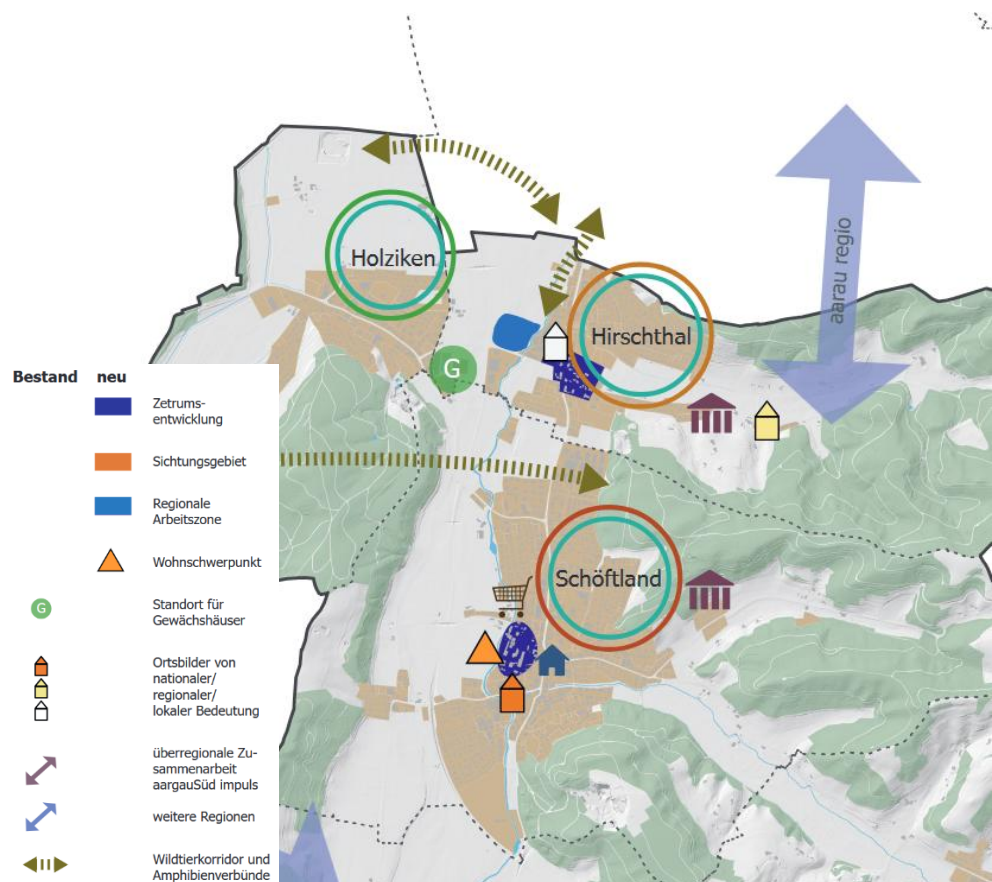 Holziken
Hirschthal
aarau regio
G
Schöftland
Bestand neu
Zetrums-
entwicklung
Sichtungsgebiet
Regionale
Arbeitszone
Wohnschwerpunkt
G
Standort für
Gewächshäuser
Ortsbilder von
nationaler/
regionaler/
lokaler Bedeutung
überregionale Zu-
sammenarbeit
aargauSüd impuls
weitere Regionen
Wildtierkorridor und
Amphibienverbünde